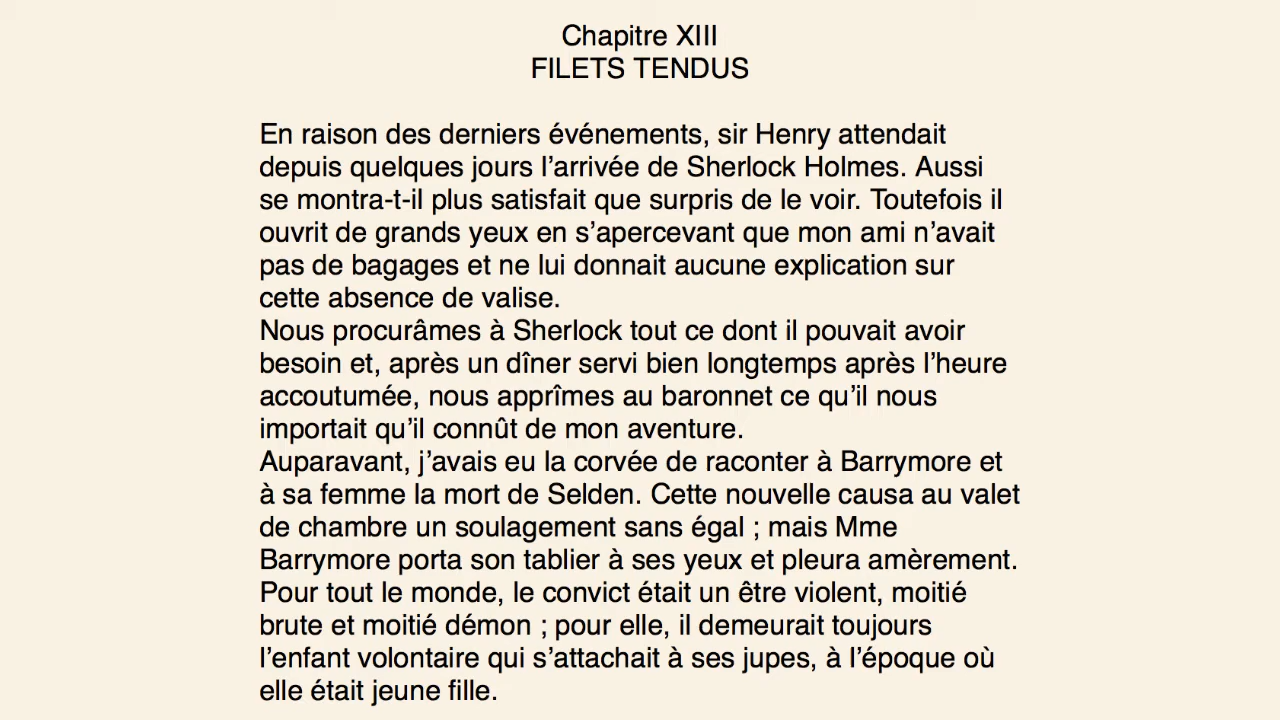 Chapitre XIII
FILETS TENDUS
En raison des derniers événements, sir Henry attendait
depuis quelques jours l’arrivée de Sherlock Holmes. Aussi
se montra-t-il plus satisfait que surpris de le voir. Toutefois il
ouvrit de grands yeux en s’apercevant que mon ami n’avait
pas de bagages et ne lui donnait aucune explication sur
cette absence de valise.
Nous procurâmes à Sherlock tout ce dont il pouvait avoir
besoin et, après un dîner servi bien longtemps après l’heure
accoutumée, nous apprîmes au baronnet ce qu’il nous
importait qu’il connût de mon aventure.
Auparavant, j’avais eu la corvée de raconter à Barrymore et
à sa femme la mort de Selden. Cette nouvelle causa au valet
de chambre un soulagement sans égal ; mais Mme
Barrymore porta son tablier à ses yeux et pleura amèrement.
Pour tout le monde, le convict était un être violent, moitié
brute et moitié démon ; pour elle, il demeurait toujours
l’enfant volontaire qui s’attachait à ses jupes, à l’époque où
elle était jeune fille.